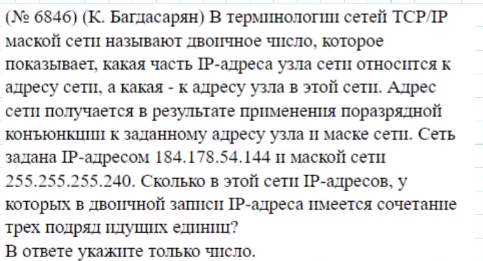 (№ 6846) (К. Багдасарян) В терминологии сетей TCP/IP
маской сети называют двоичное число, которое
показывает, какая часть IP-адреса узла сети относится к
адресу сети, а какая - к адресу узла в этой сети. Адрес
сети получается в результате применения поразрядной
конъюнкции к заданному адресу узла и маске сети. Сеть
задана IP-адресом 184.178.54.144 и маской сети
255.255.255.240. Сколько в этой сети IP-адресов, у
которых в двоичной записи IP-адреса имеется сочетание
трех подряд идущих единиц?
В ответе укажите только число.